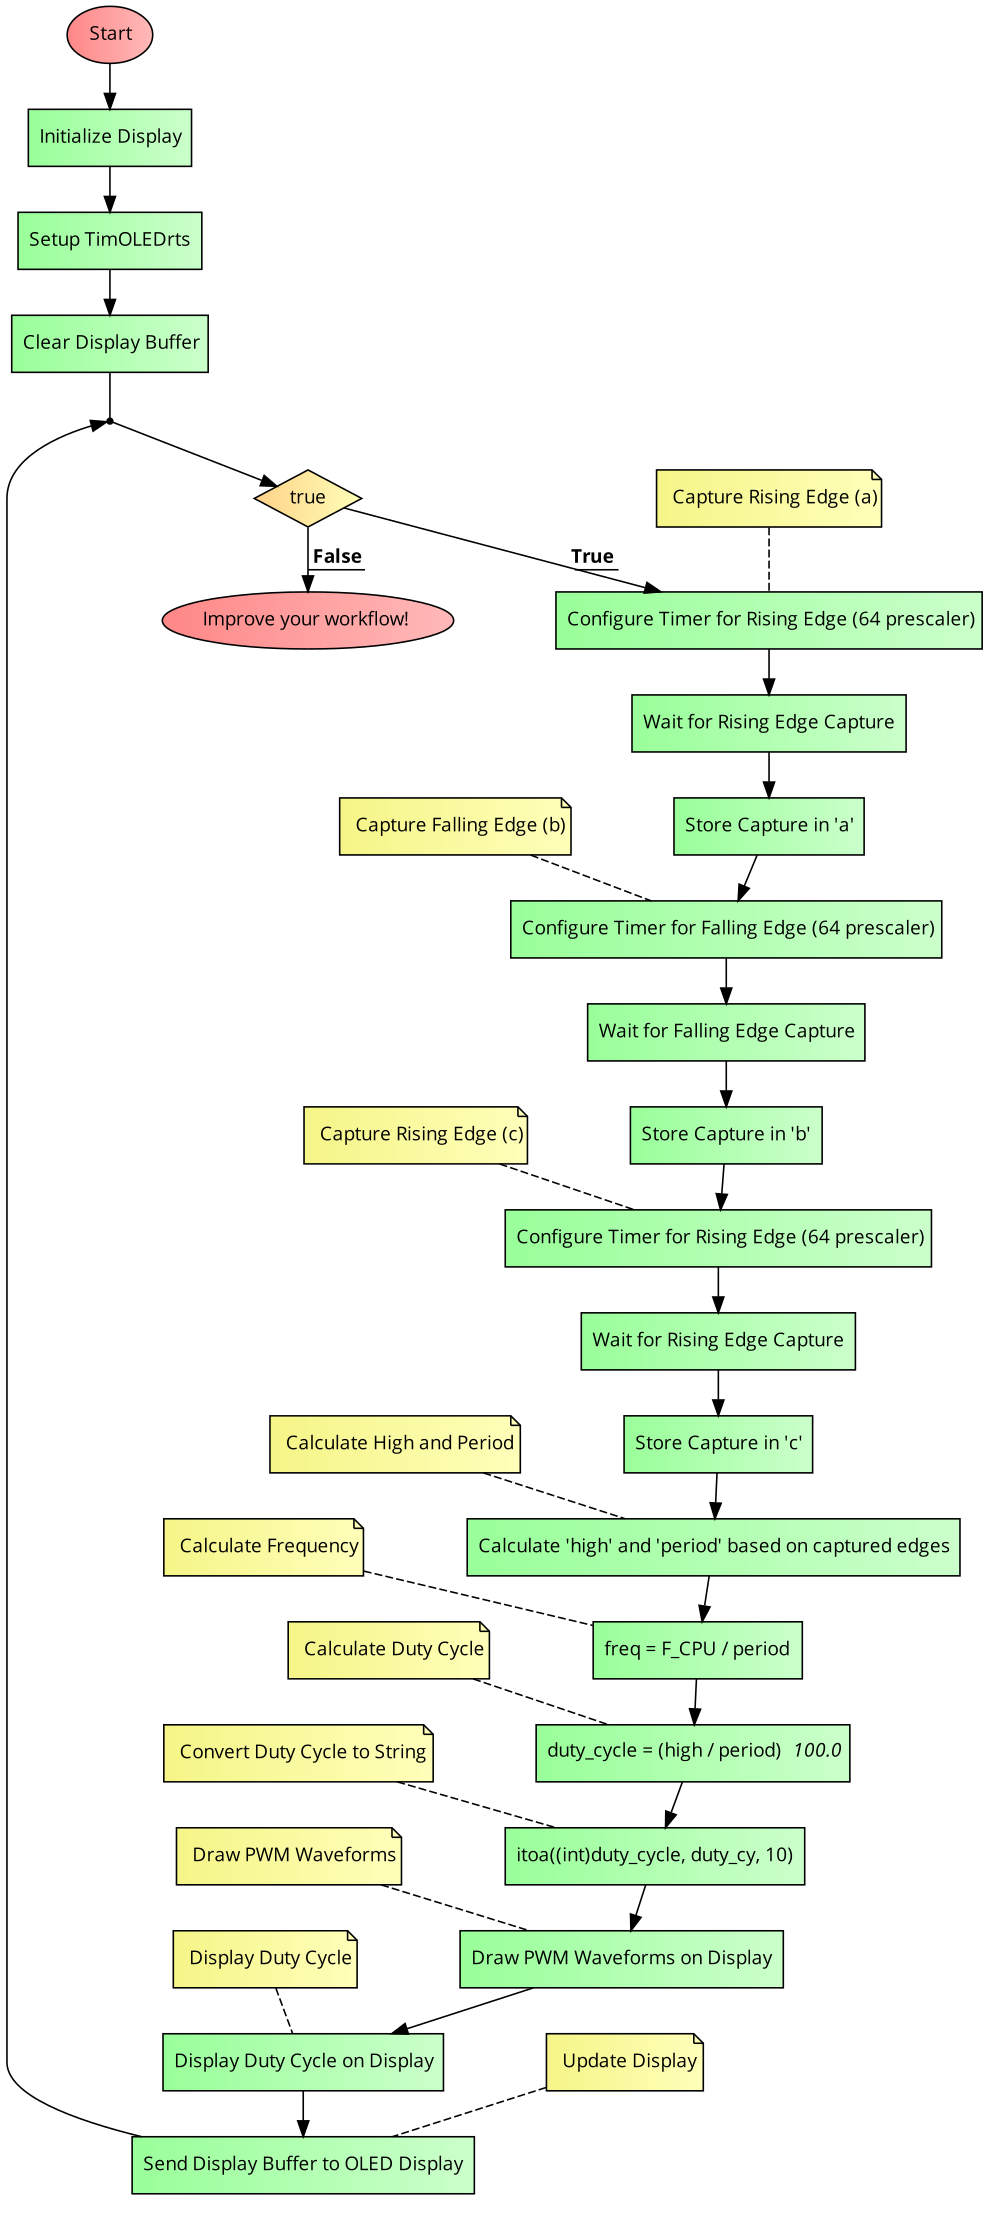 Start
Initialize Display
Setup TimOLEDrts
Clear Display Buffer
true
Capture Rising Edge (a)
False
True
Improve your workflow!
Configure Timer for Rising Edge (64 prescaler)
Wait for Rising Edge Capture
Capture Falling Edge (b)
Store Capture in 'a'
Configure Timer for Falling Edge (64 prescaler)
Wait for Falling Edge Capture
Capture Rising Edge (c)
Store Capture in 'b'
Configure Timer for Rising Edge (64 prescaler)
Wait for Rising Edge Capture
Calculate High and Period
Store Capture in 'c'
Calculate Frequency
Calculate 'high' and 'period' based on captured edges
Calculate Duty Cycle
freq = F_CPU / period
Convert Duty Cycle to String
duty_cycle = (high / period) 100.0
Draw PWM Waveforms
itoa((int)duty_cycle, duty_cy, 10)
Display Duty Cycle
Draw PWM Waveforms on Display
Display Duty Cycle on Display
Update Display
Send Display Buffer to OLED Display